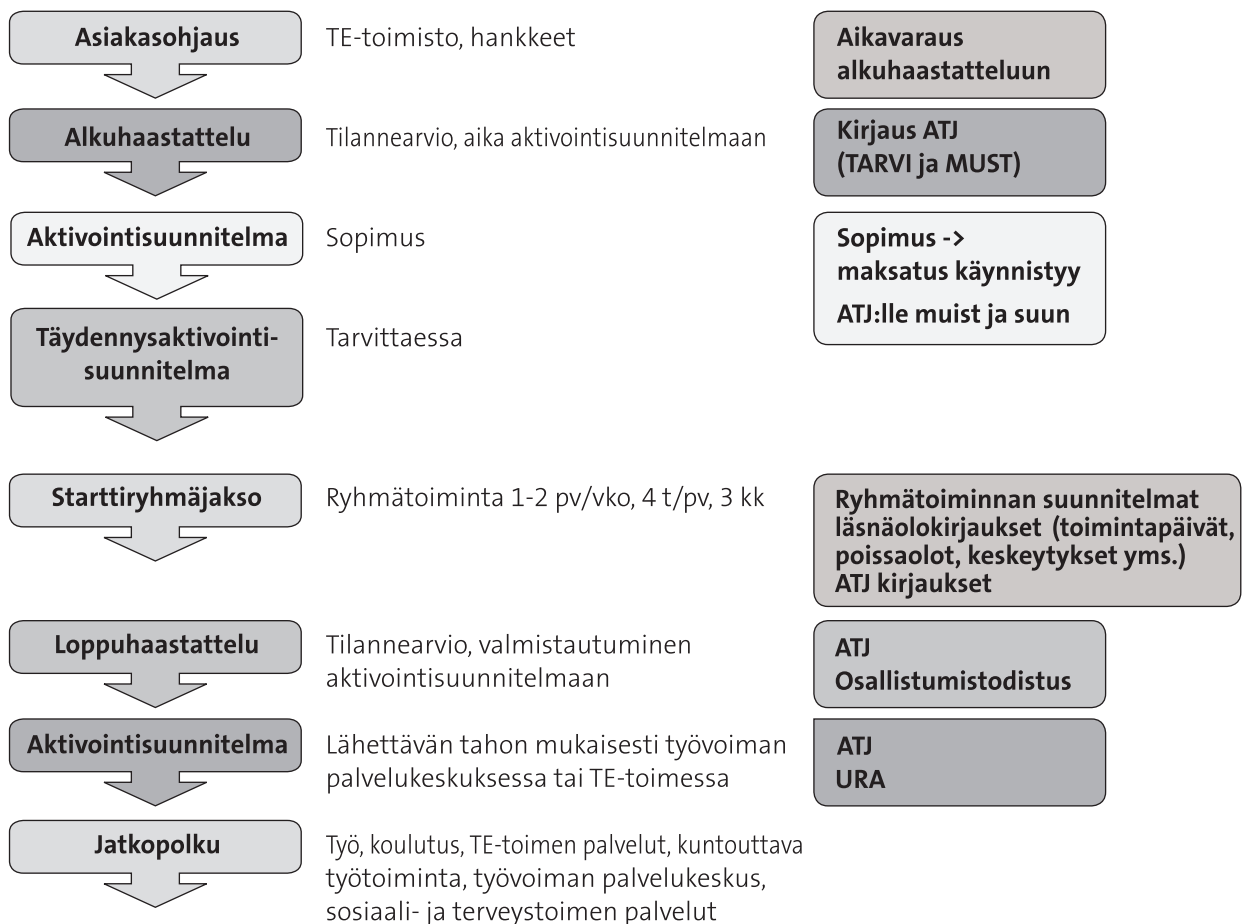 Asiakasohjaus
TE-toimisto, hankkeet
Aikavaraus
alkuhaastatteluun
Alkuhaastattelu
Tilannearvio, aika aktivointisuunnitelmaan
Kirjaus ATJ
(TARVI ja MUST)
Aktivointisuunnitelma
Sopimus
Sopimus ->
maksatus käynnistyy
ATJ:lle muist ja suun
Täydennysaktivointi-
suunnitelma
Tarvittaessa
Starttiryhmäjakso
Ryhmätoiminta 1-2 pv/vko, 4 t/pv, 3 kk
Ryhmätoiminnan suunnitelmat
läsnäolokirjaukset (toimintapäivät,
poissaolot, keskeytykset yms.)
ATJ kirjaukset
Loppuhaastattelu
Tilannearvio, valmistautuminen
aktivointisuunnitelmaan
ATJ
Osallistumistodistus
Aktivointisuunnitelma
Lähettävän tahon mukaisesti työvoiman
palvelukeskuksessa tai TE-toimessa
ATJ
URA
Jatkopolku
Työ, koulutus, TE-toimen palvelut, kuntouttava
työtoiminta, työvoiman palvelukeskus,
sosiaali- ja terveystoimen palvelut